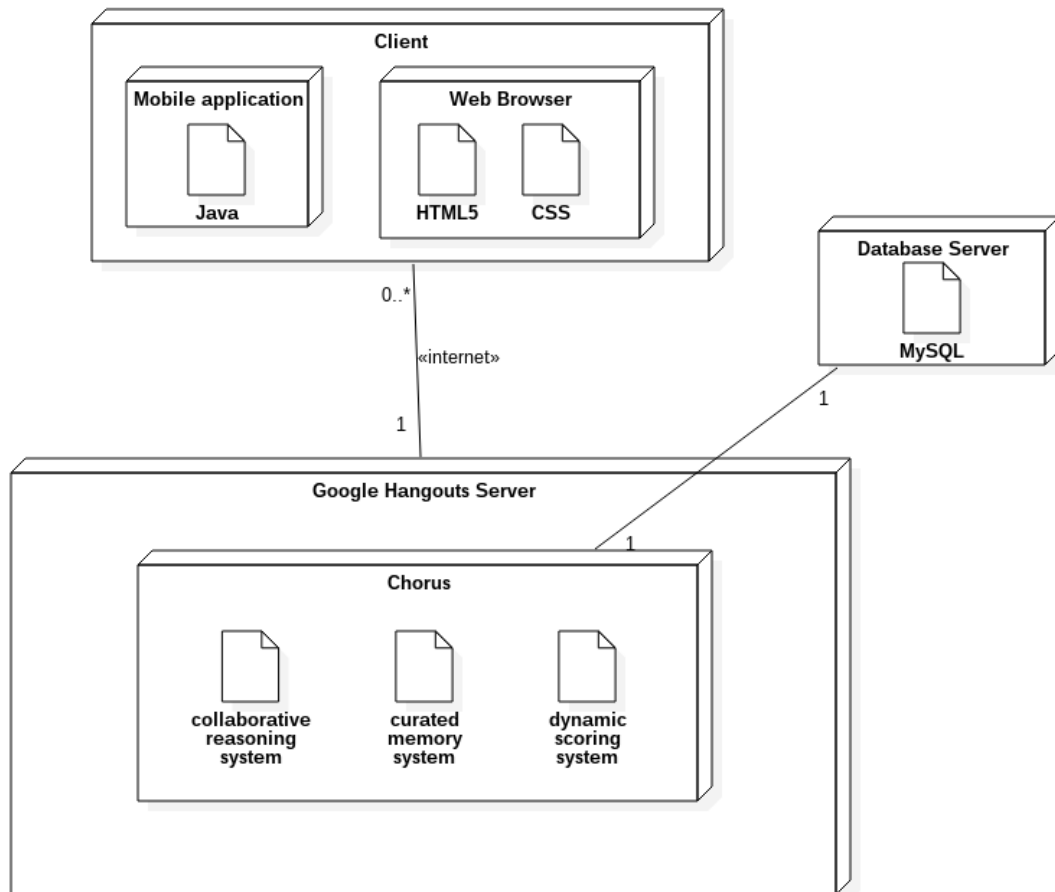 Client
Mobile application
Java
Web Browser
HTML5
CSS
Database Server
MySQL
0..*
«internet»
1
1
Google Hangouts Server
1
Chorus
collaborative
reasoning
system
curated
memory
system
dynamic
scoring
system